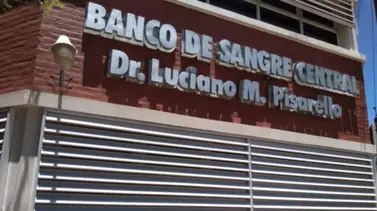 BANCO DE SANGRE CENTRAL
Dr. Luciano M. Pisarello